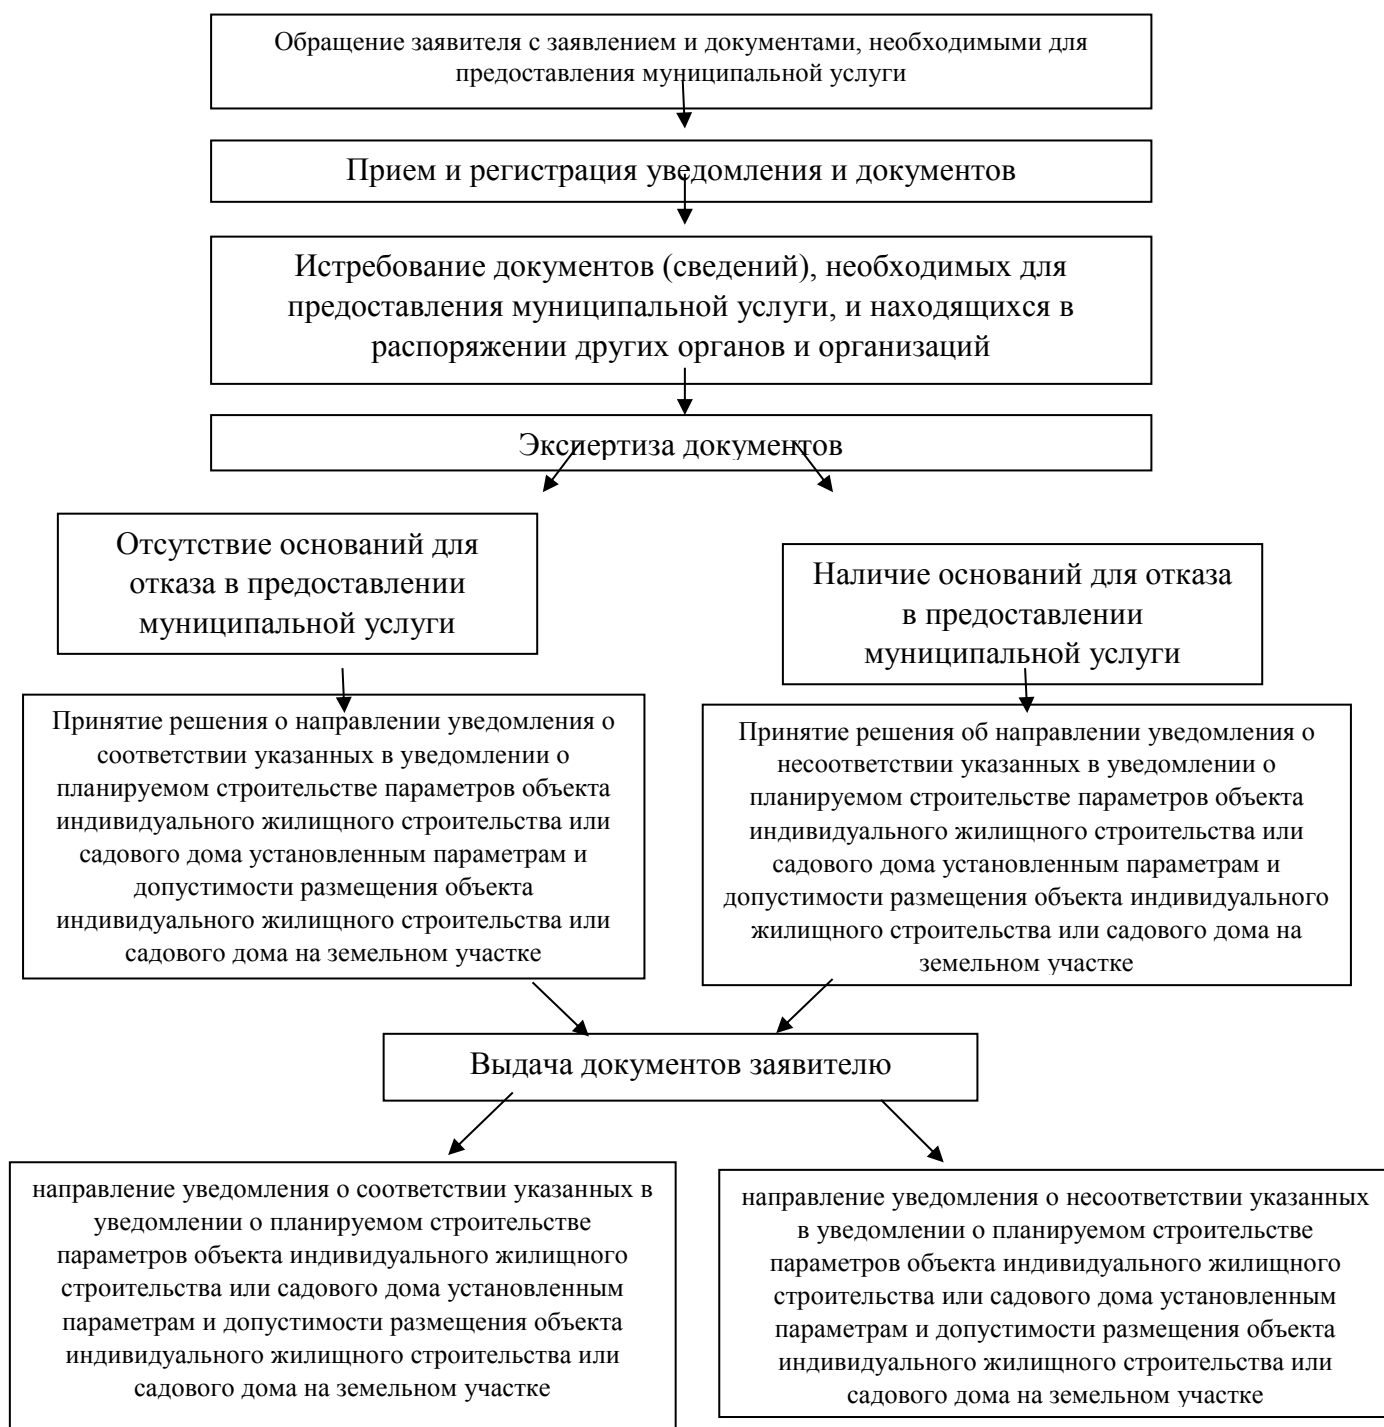 Обращение заявителя с заявлением и документами, необходимыми для
предоставления муниципальной услуги
Прием и регистрация уведомления и документов
Истребование документов (сведений), необходимых для
предоставления муниципальной услуги, и находящихся в
распоряжении других органов и организаций
Экспертиза документов
Отсутствие оснований для
отказа в предоставлении
муниципальной услуги
Наличие оснований для отказа
в предоставлении
муниципальной услуги
Принятие решения о направлении уведомления о
соответствии указанных в уведомлении о
планируемом строительстве параметров объекта
индивидуального жилищного строительства или
садового дома установленным параметрам и
допустимости размещения объекта
индивидуального жилищного строительства или
садового дома на земельном участке
Принятие решения об направлении уведомления о
несоответствии указанных в уведомлении о
планируемом строительстве параметров объекта
индивидуального жилищного строительства или
садового дома установленным параметрам и
допустимости размещения объекта индивидуального
жилищного строительства или садового дома на
земельном участке
Выдача документов заявителю
направление уведомления о соответствии указанных в
уведомлении о планируемом строительстве
параметров объекта индивидуального жилищного
строительства или садового дома установленным
параметрам и допустимости размещения объекта
индивидуального жилищного строительства или
садового дома на земельном участке
направление уведомления о несоответствии указанных
в уведомлении о планируемом строительстве
параметров объекта индивидуального жилищного
строительства или садового дома установленным
параметрам и допустимости размещения объекта
индивидуального жилищного строительства или
садового дома на земельном участке